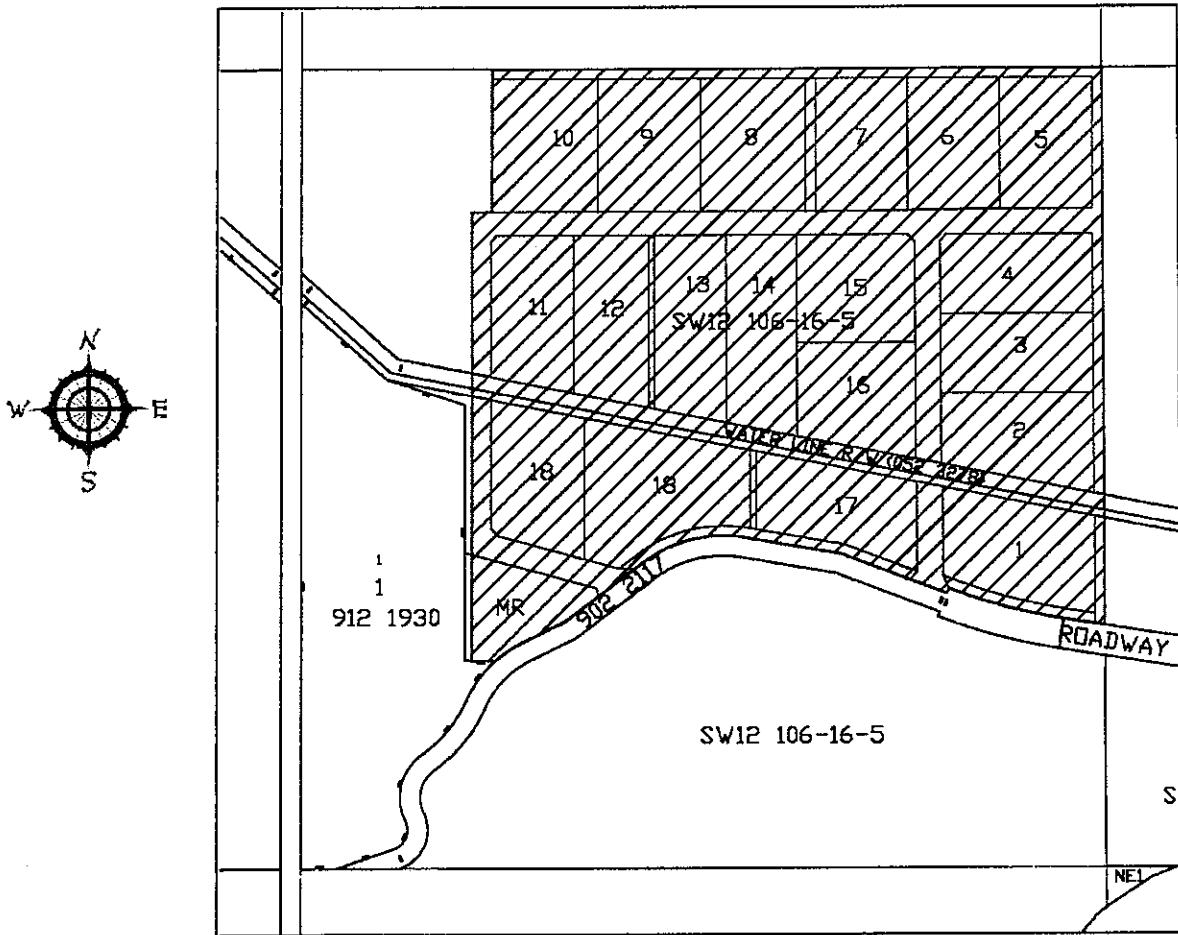 10 9 8 7 6 5
4
11 12 13 14 15
SW12 106-16-5
3
16
2
WATER LINE R/W (052 2278)
18 18 17
1
1
1
912 1930
MR
902 2117
ROADWAY
SW12 106-16-5
S
NE1
N
W E
S